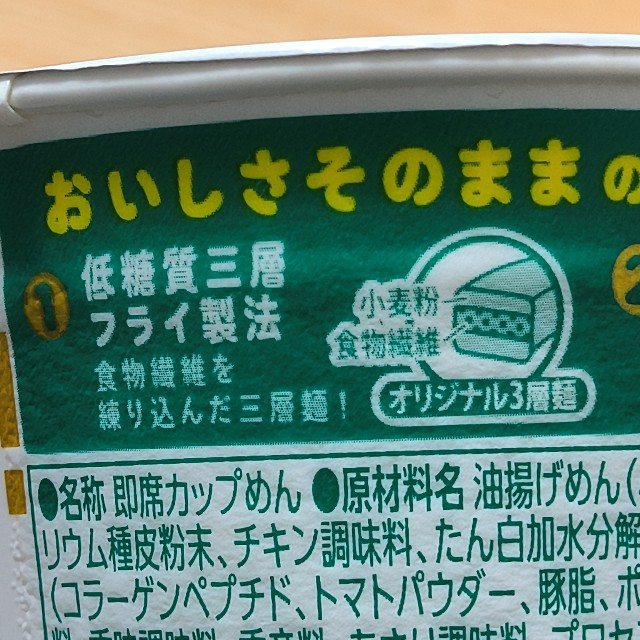 おいしさそのままの
1
低糖質三層
フライ製法
食物繊維を
練り込んだ三層麺！
小麦粉
食物繊維
オリジナル3層麺
●名称 即席カップめん ●原材料名 油揚げめん(
リウム種皮粉末、チキン調味料、たん白加水分解
(コラーゲンペプチド、トマトパウダー、豚脂、ポ